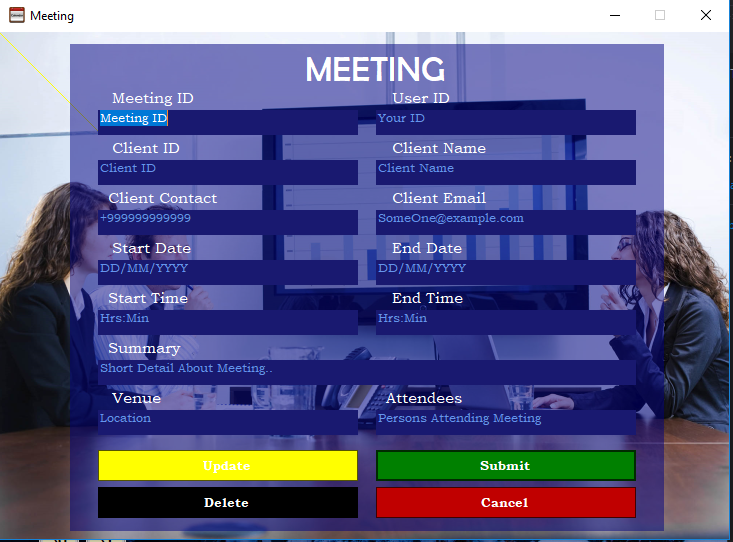 Meeting
MEETING
Meeting ID User ID
Meeting ID Your ID
Client ID Client Name
Client ID Client Name
Client Contact Client Email
+999999999999 SomeOne@example.com
Start Date End Date
DD/MM/YYYY DD/MM/YYYY
Start Time End Time
Hrs:Min Hrs:Min
Summary
Short Detail About Meeting..
Venue Attendees
Location Persons Attending Meeting
Update Submit
Delete Cancel